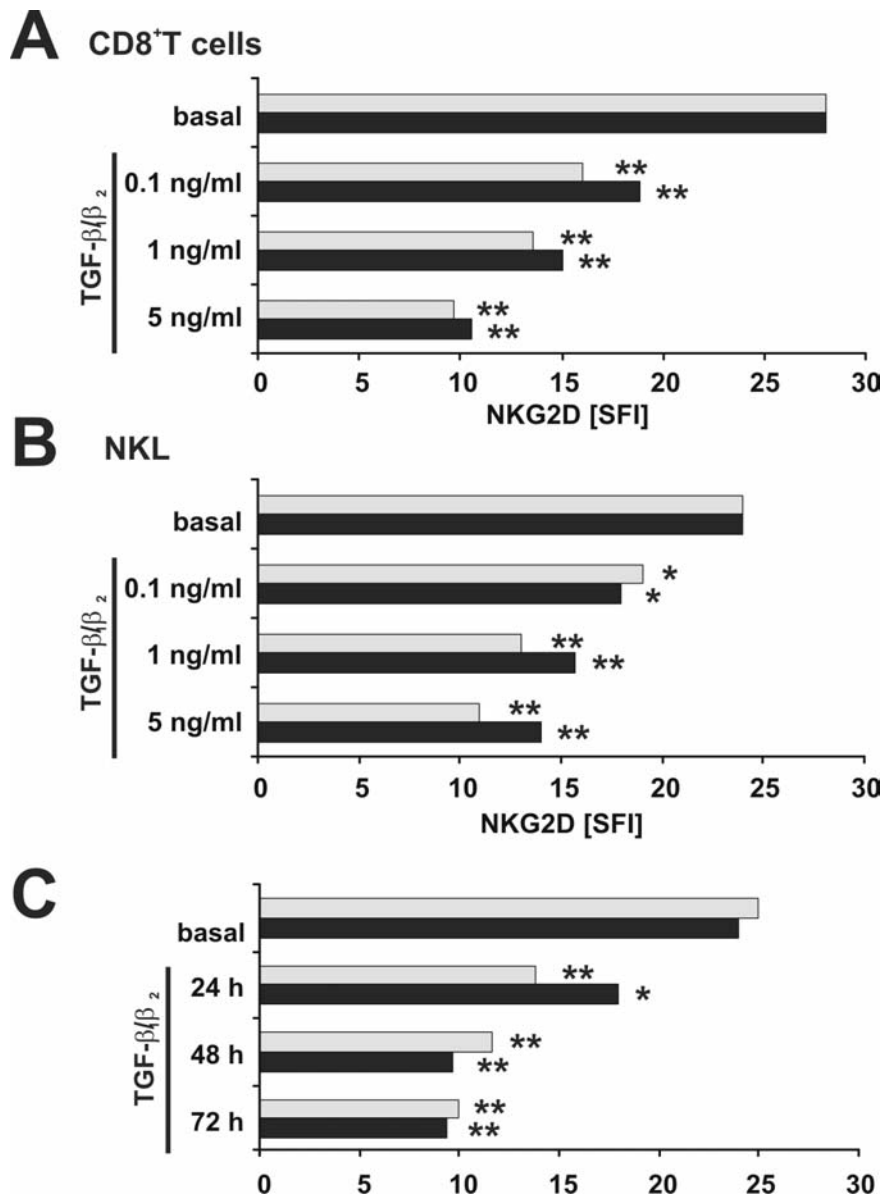 A CD8⁺T cells
basal
TGF-β₁/β₂
0.1 ng/ml
**
**
1 ng/ml
**
**
5 ng/ml
**
**
0 5 10 15 20 25 30
NKG2D [SFI]
B NKL
basal
TGF-β₁/β₂
0.1 ng/ml
*
*
1 ng/ml
**
**
5 ng/ml
**
**
0 5 10 15 20 25 30
NKG2D [SFI]
C
basal
TGF-β₁/β₂
24 h
**
*
48 h
**
**
72 h
**
**
0 5 10 15 20 25 30